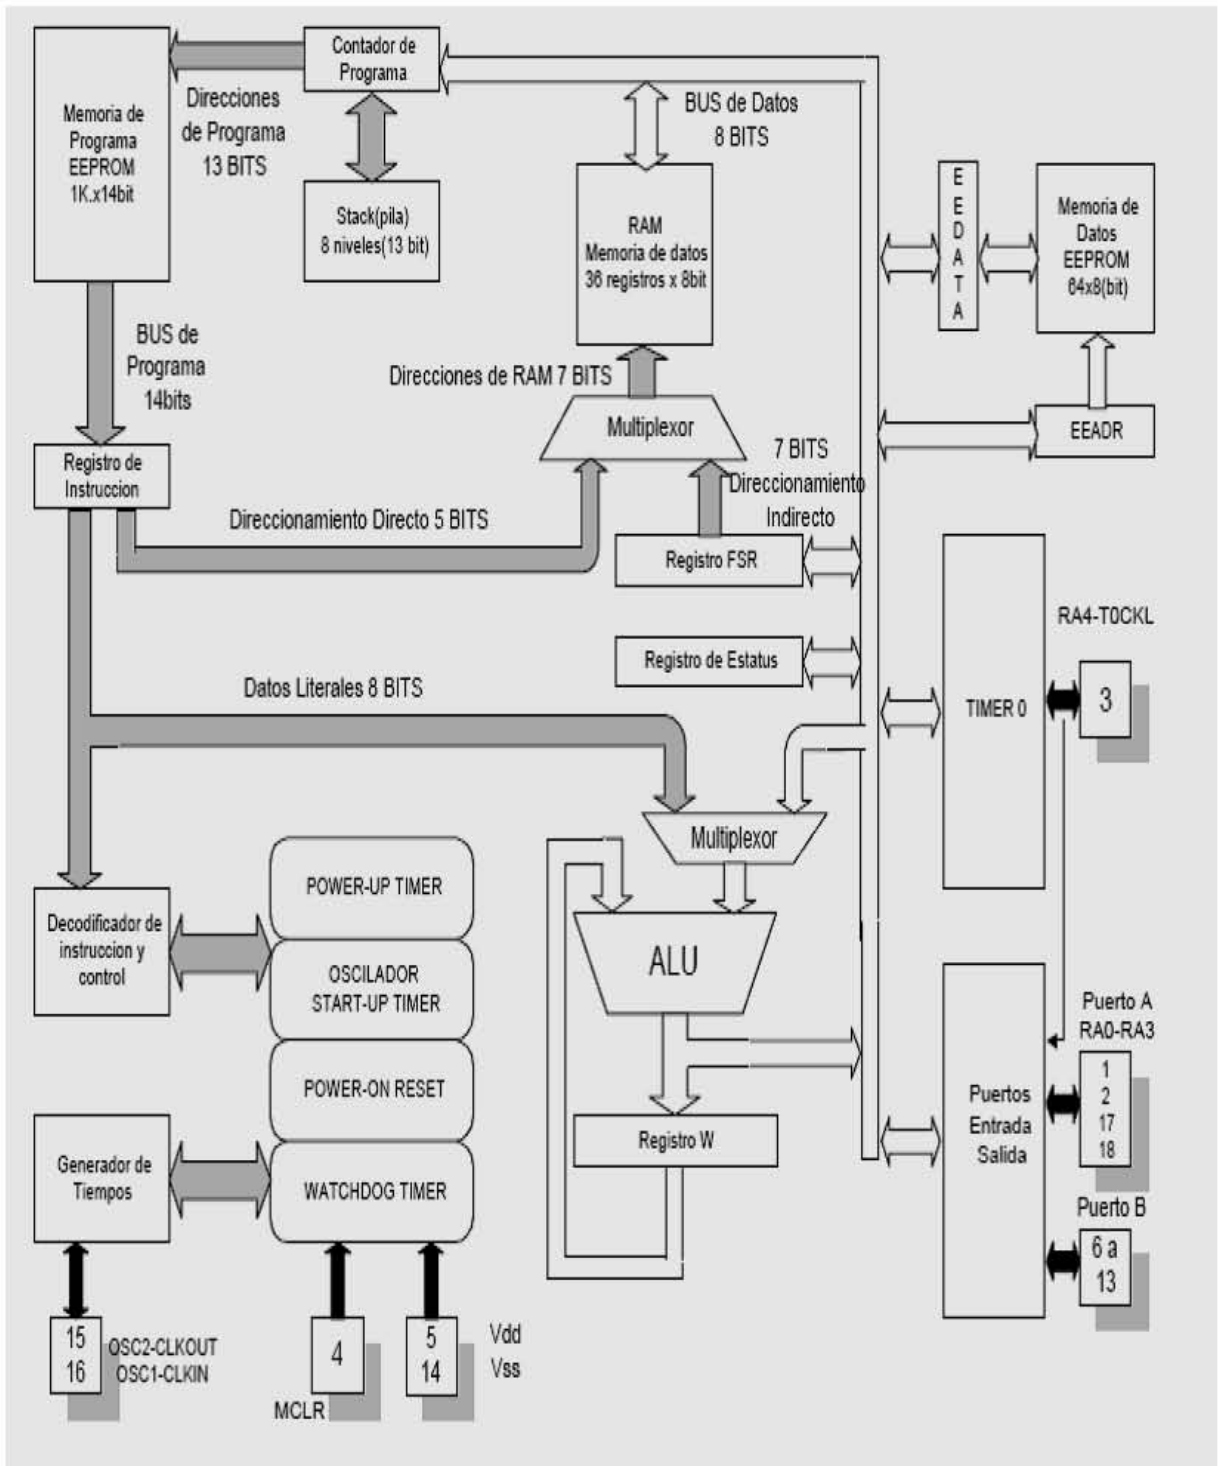 Contador de
Programa
Memoria de
Programa
EEPROM
1K.x14bit
Direcciones
de Programa
13 BITS
BUS de Datos
8 BITS
Stack(pila)
8 niveles(13 bit)
RAM
Memoria de datos
36 registros x 8bit
E
E
D
A
T
A
Memoria de
Datos
EEPROM
64x8(bit)
BUS de
Programa
14bits
Direcciones de RAM 7 BITS
Multiplexor
EEADR
Registro de
Instruccion
7 BITS
Direccionamiento
Indirecto
Direccionamiento Directo 5 BITS
Registro FSR
RA4-T0CKL
Registro de Estatus
Datos Literales 8 BITS
TIMER 0
3
Multiplexor
POWER-UP TIMER
Decodificador de
instruccion y
control
OSCILADOR
START-UP TIMER
ALU
Puerto A
RA0-RA3
POWER-ON RESET
1
2
17
18
Puertos
Entrada
Salida
Registro W
Generador de
Tiempos
WATCHDOG TIMER
Puerto B
6 a
13
15
16
OSC2-CLKOUT
OSC1-CLKIN
4
MCLR
5
14
Vdd
Vss